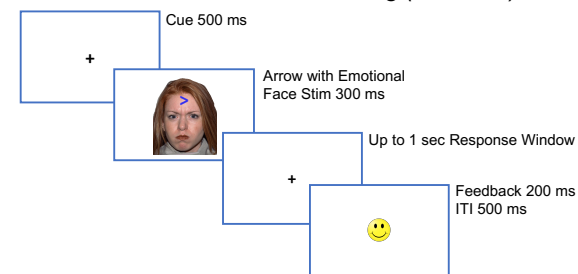 Cue 500 ms
+
>
Arrow with Emotional
Face Stim 300 ms
Up to 1 sec Response Window
+
Feedback 200 ms
ITI 500 ms